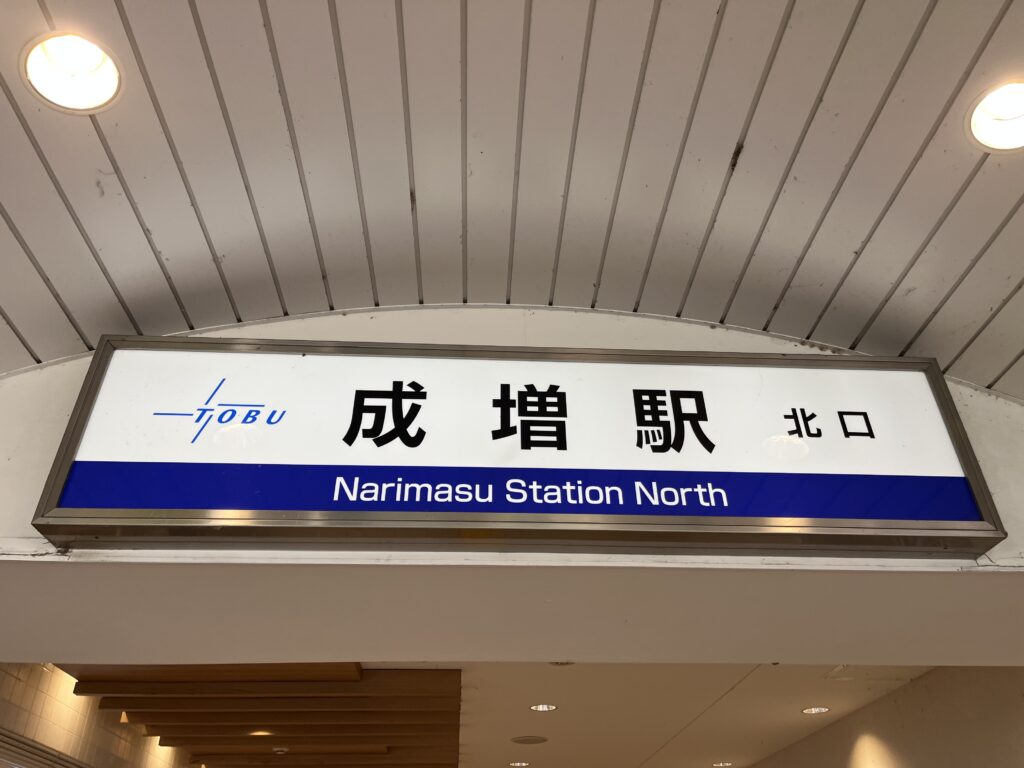 TOBU 成増駅 北口
Narimasu Station North